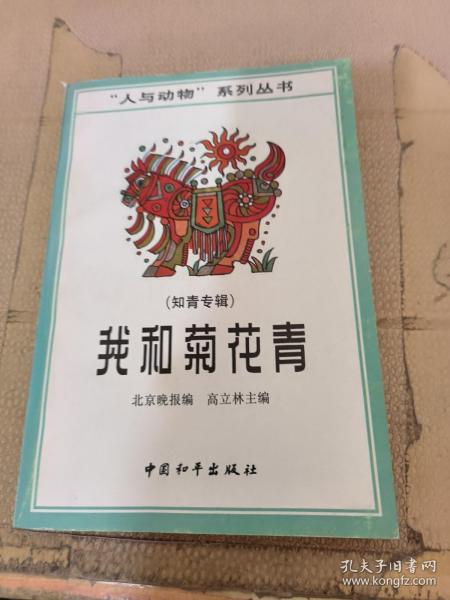 “人与动物”系列丛书
（知青专辑）
我和菊花青
北京晚报编 高立林主编
中国和平出版社
孔夫子旧书网
www.kongfz.com